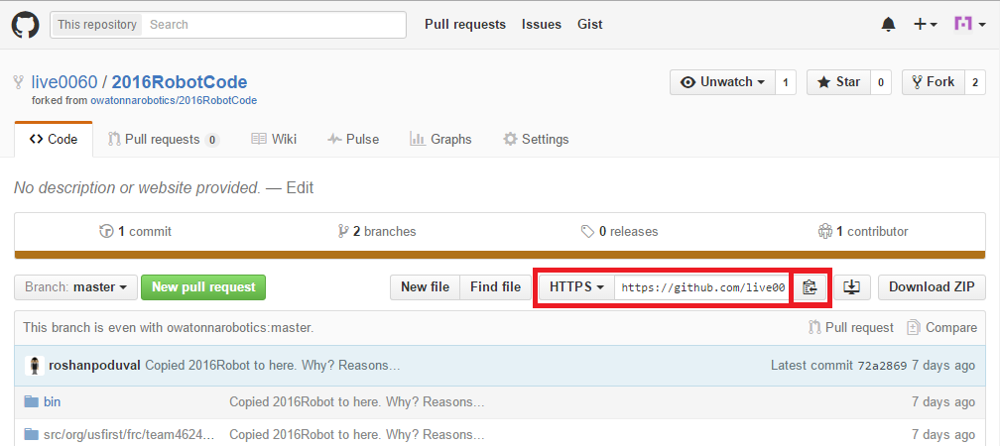 This repository Search Pull requests Issues Gist
live0060 / 2016RobotCode Unwatch 1 Star 0 Fork 2
forked from owatonnarobotics/2016RobotCode
Code Pull requests 0 Wiki Pulse Graphs Settings
No description or website provided. — Edit
1 commit 2 branches 0 releases 1 contributor
Branch: master New pull request New file Find file HTTPS https://github.com/live00 Download ZIP
This branch is even with owatonnarobotics:master. Pull request Compare
roshanpoduval Copied 2016Robot to here. Why? Reasons... Latest commit 72a2869 7 days ago
bin Copied 2016Robot to here. Why? Reasons... 7 days ago
src/org/usfirst/frc/team4624... Copied 2016Robot to here. Why? Reasons... 7 days ago